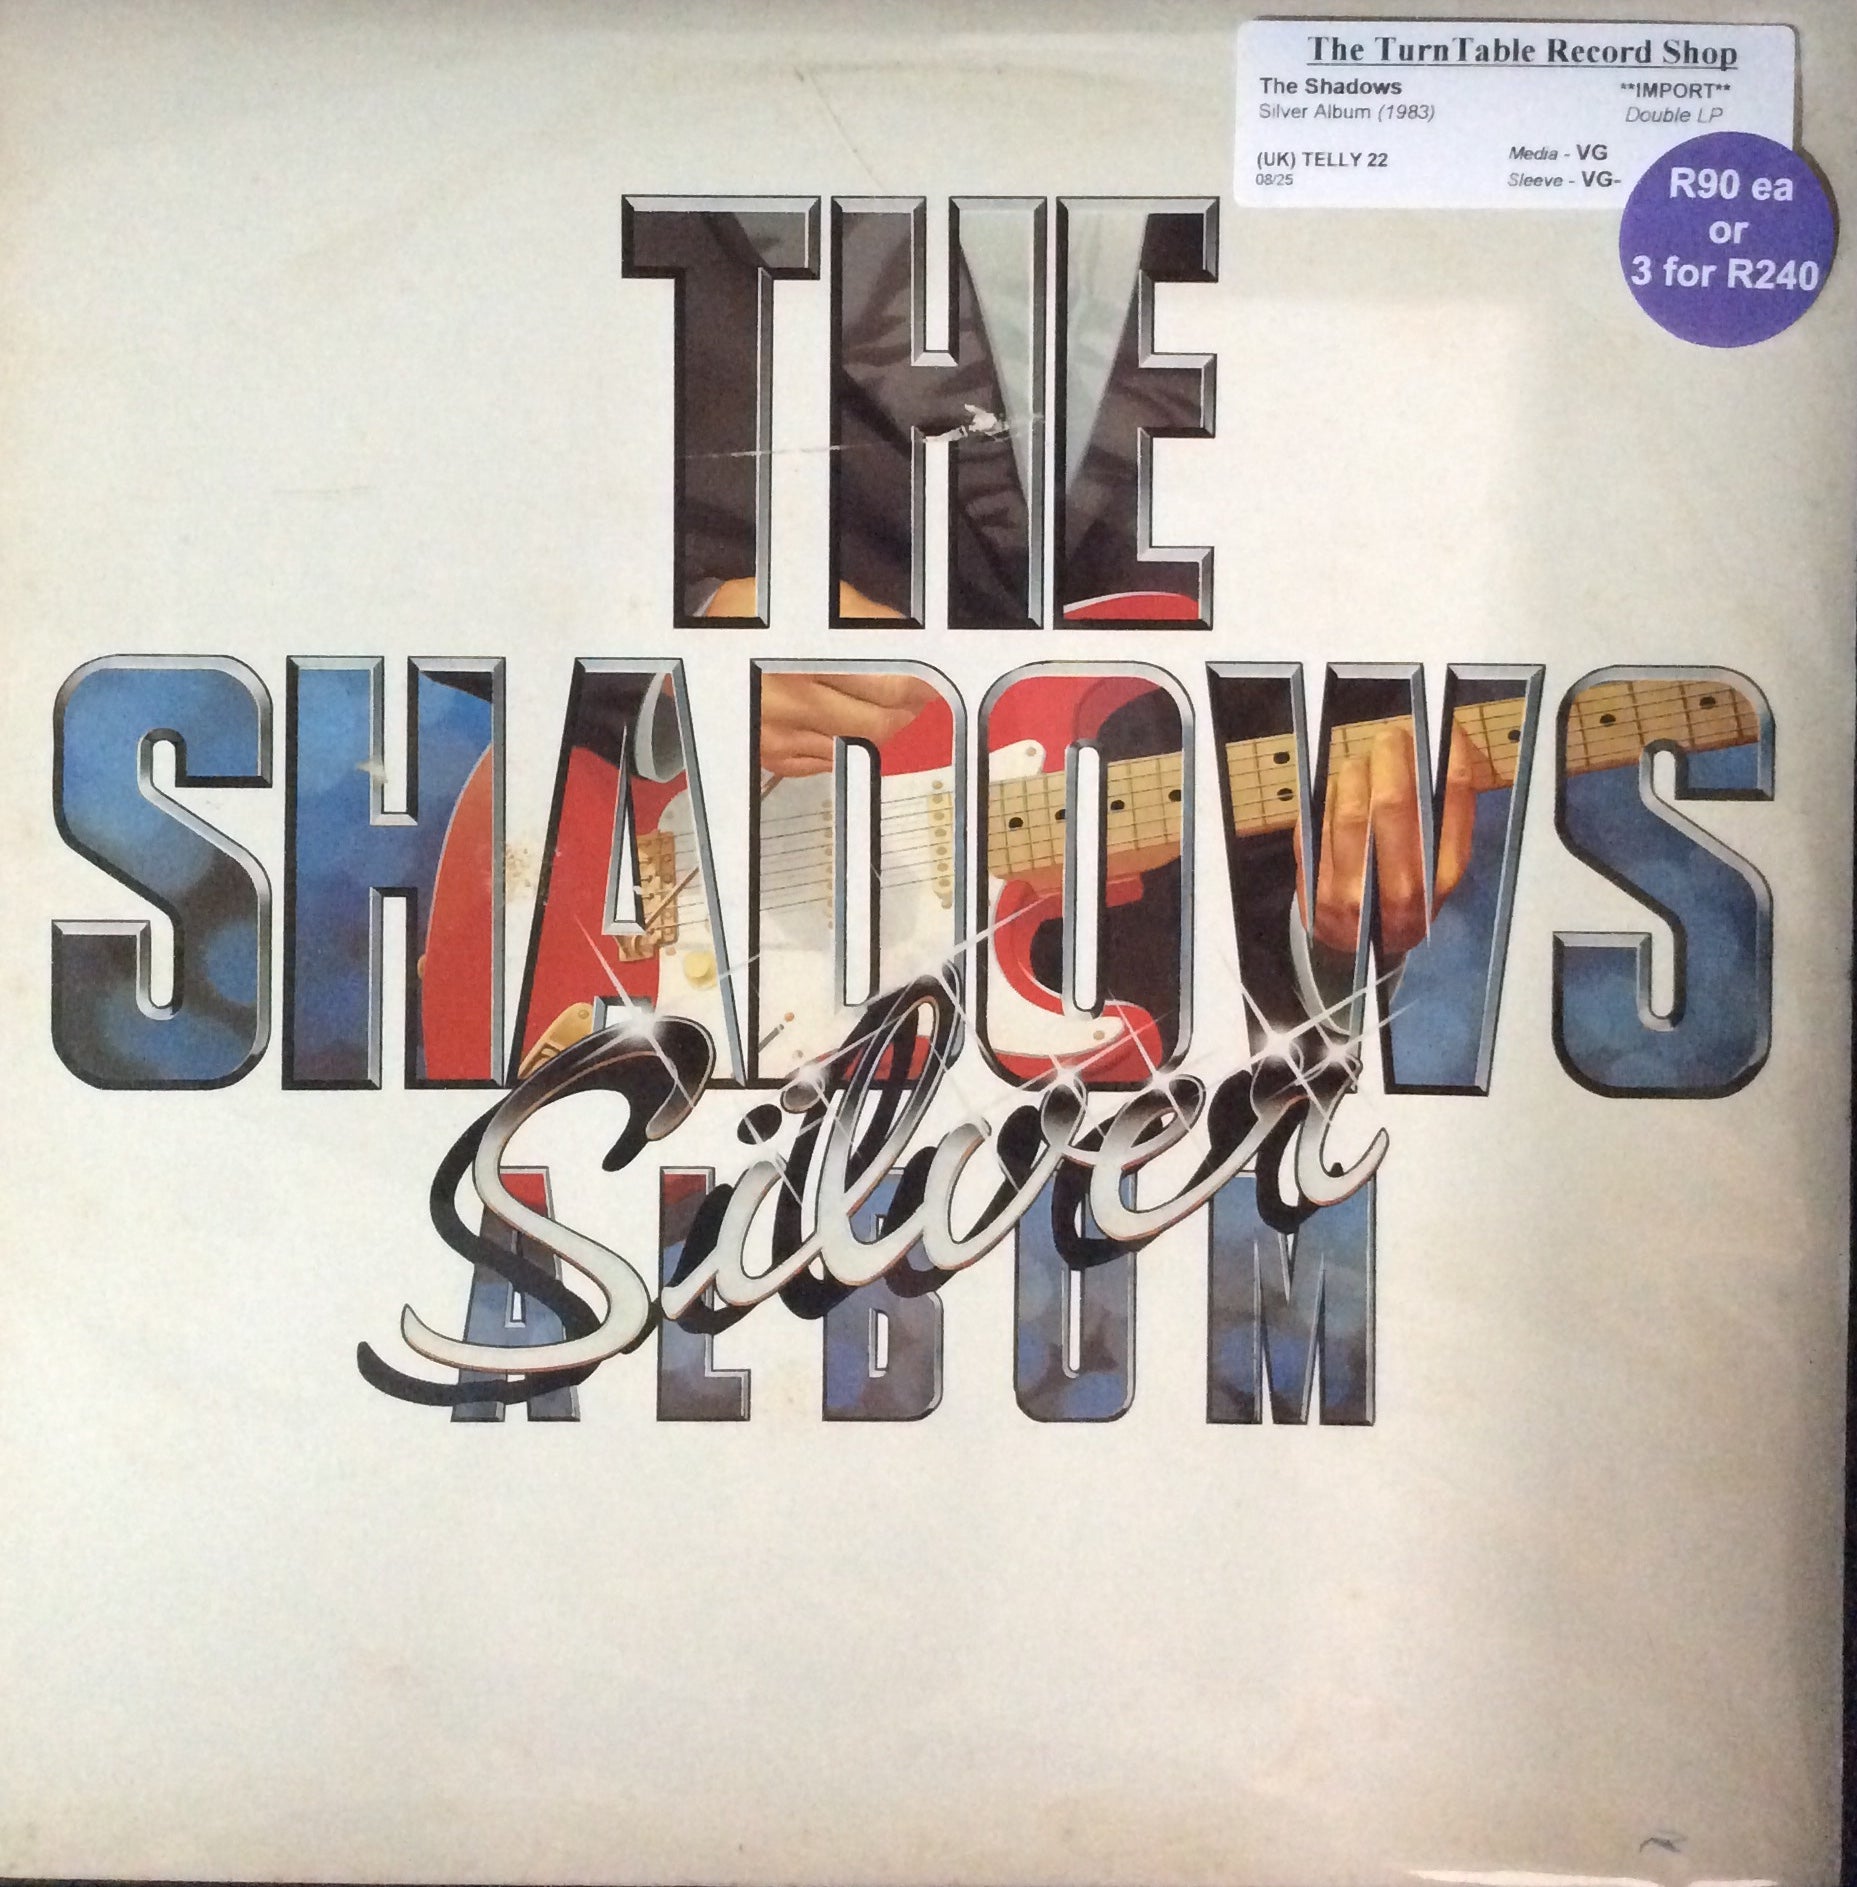 The TurnTable Record Shop
The Shadows
**IMPORT**
Silver Album (1983)
Double LP
(UK) TELLY 22
Media - VG
08/25
Sleeve - VG-
R90 ea
or
3 for R240
THE
SHADOWS
Silver
ALBUM